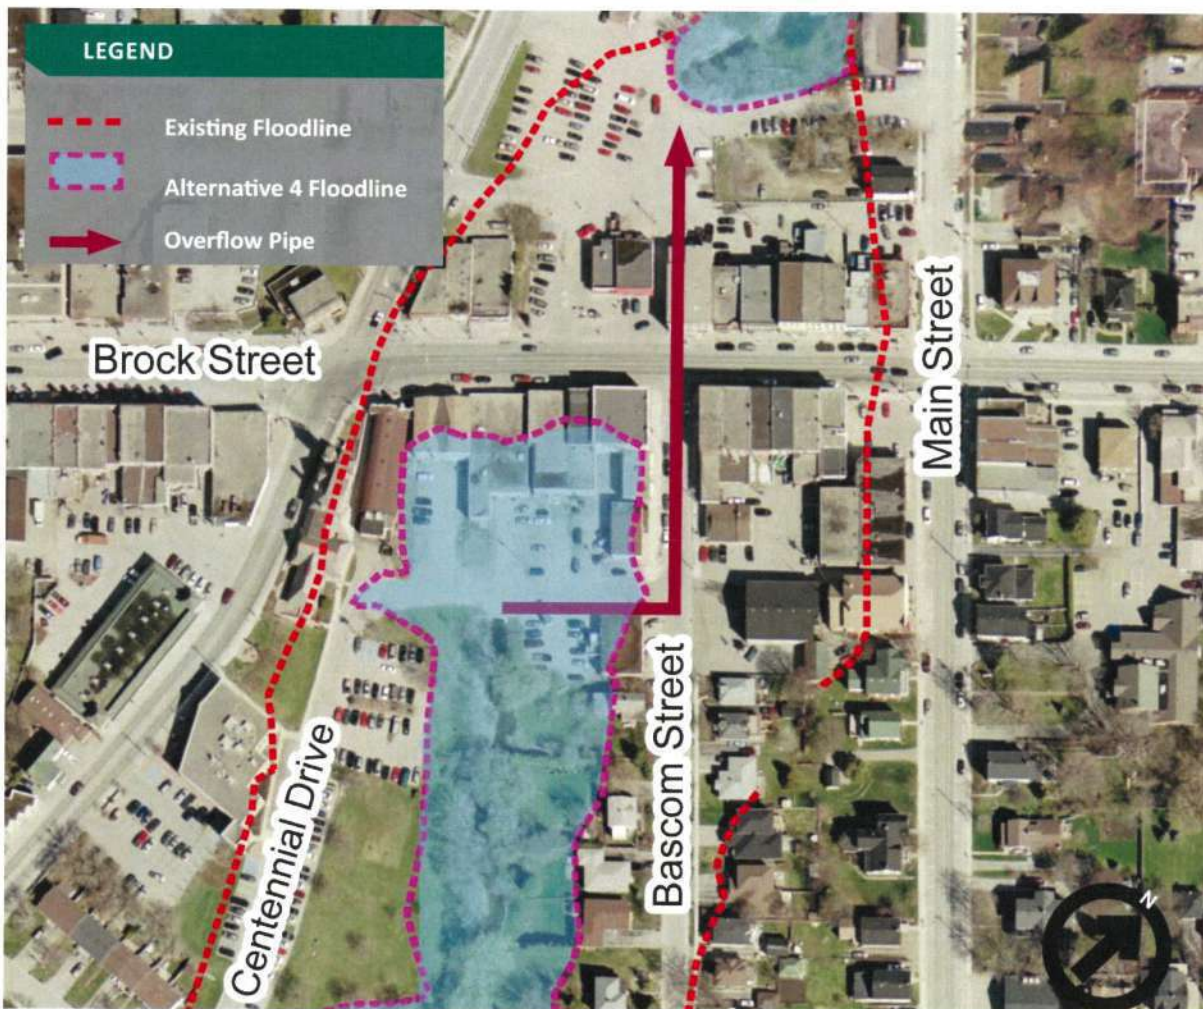 LEGEND
Existing Floodline
Alternative 4 Floodline
Overflow Pipe
Brock Street
Main Street
Bascom Street
Centennial Drive
N